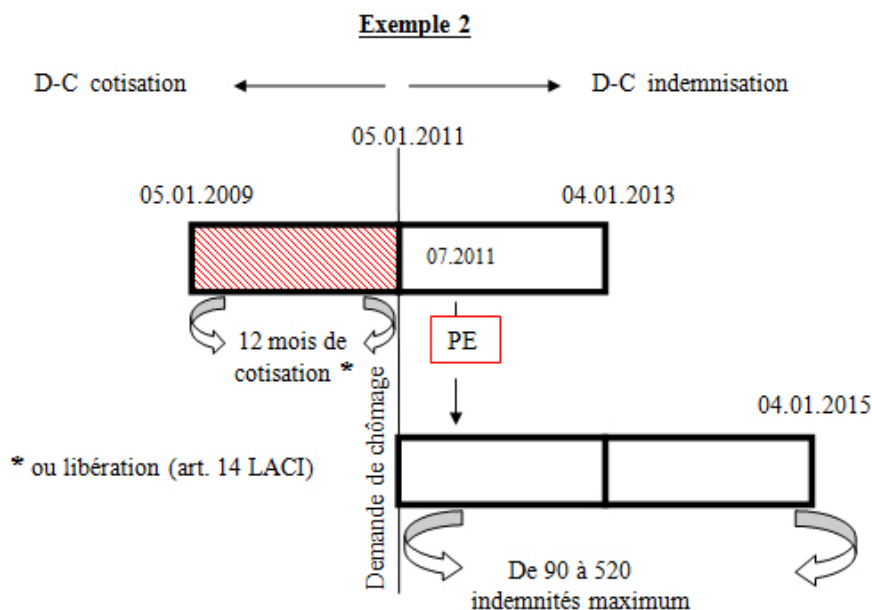 Exemple 2
D-C cotisation
D-C indemnisation
05.01.2011
05.01.2009
04.01.2013
07.2011
12 mois de
cotisation *
PE
Demande de chômage
04.01.2015
* ou libération (art. 14 LACI)
De 90 à 520
indemnités maximum